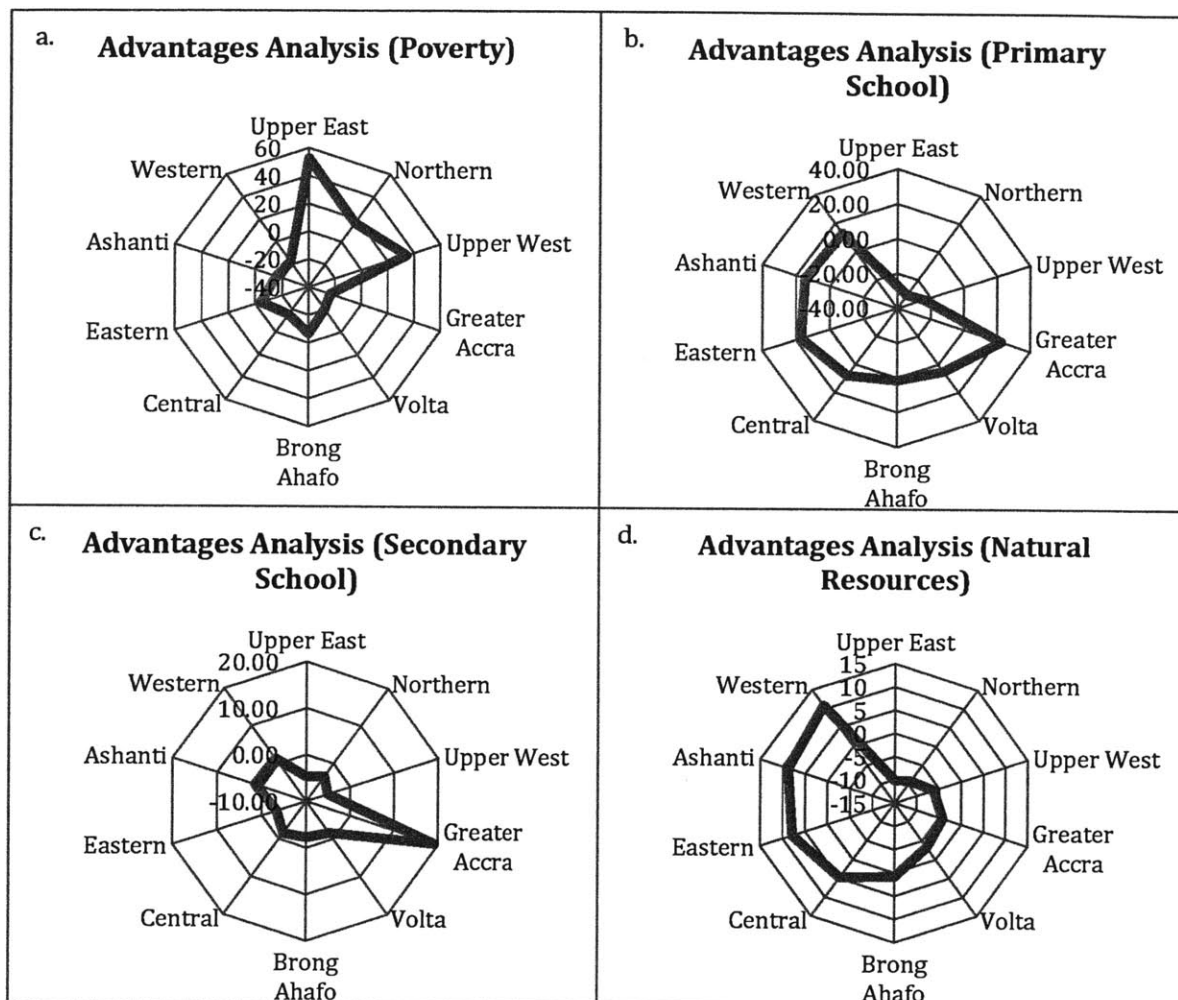 a.
Advantages Analysis (Poverty)
Upper East
60
Western
Northern
40
20
Ashanti
Upper West
0
-20
-40
Eastern
Greater
Accra
Central
Volta
Brong
Ahafo
b.
Advantages Analysis (Primary
School)
Upper East
40.00
Western
Northern
20.00
0.00
Ashanti
Upper West
-20.00
-40.00
Eastern
Greater
Accra
Central
Volta
Brong
Ahafo
c.
Advantages Analysis (Secondary
School)
Upper East
20.00
Western
Northern
10.00
Ashanti
Upper West
0.00
-10.00
Eastern
Greater
Accra
Central
Volta
Brong
Ahafo
d.
Advantages Analysis (Natural
Resources)
Upper East
15
Western
Northern
10
5
0
Ashanti
Upper West
-5
-10
-15
Eastern
Greater
Accra
Central
Volta
Brong
Ahafo